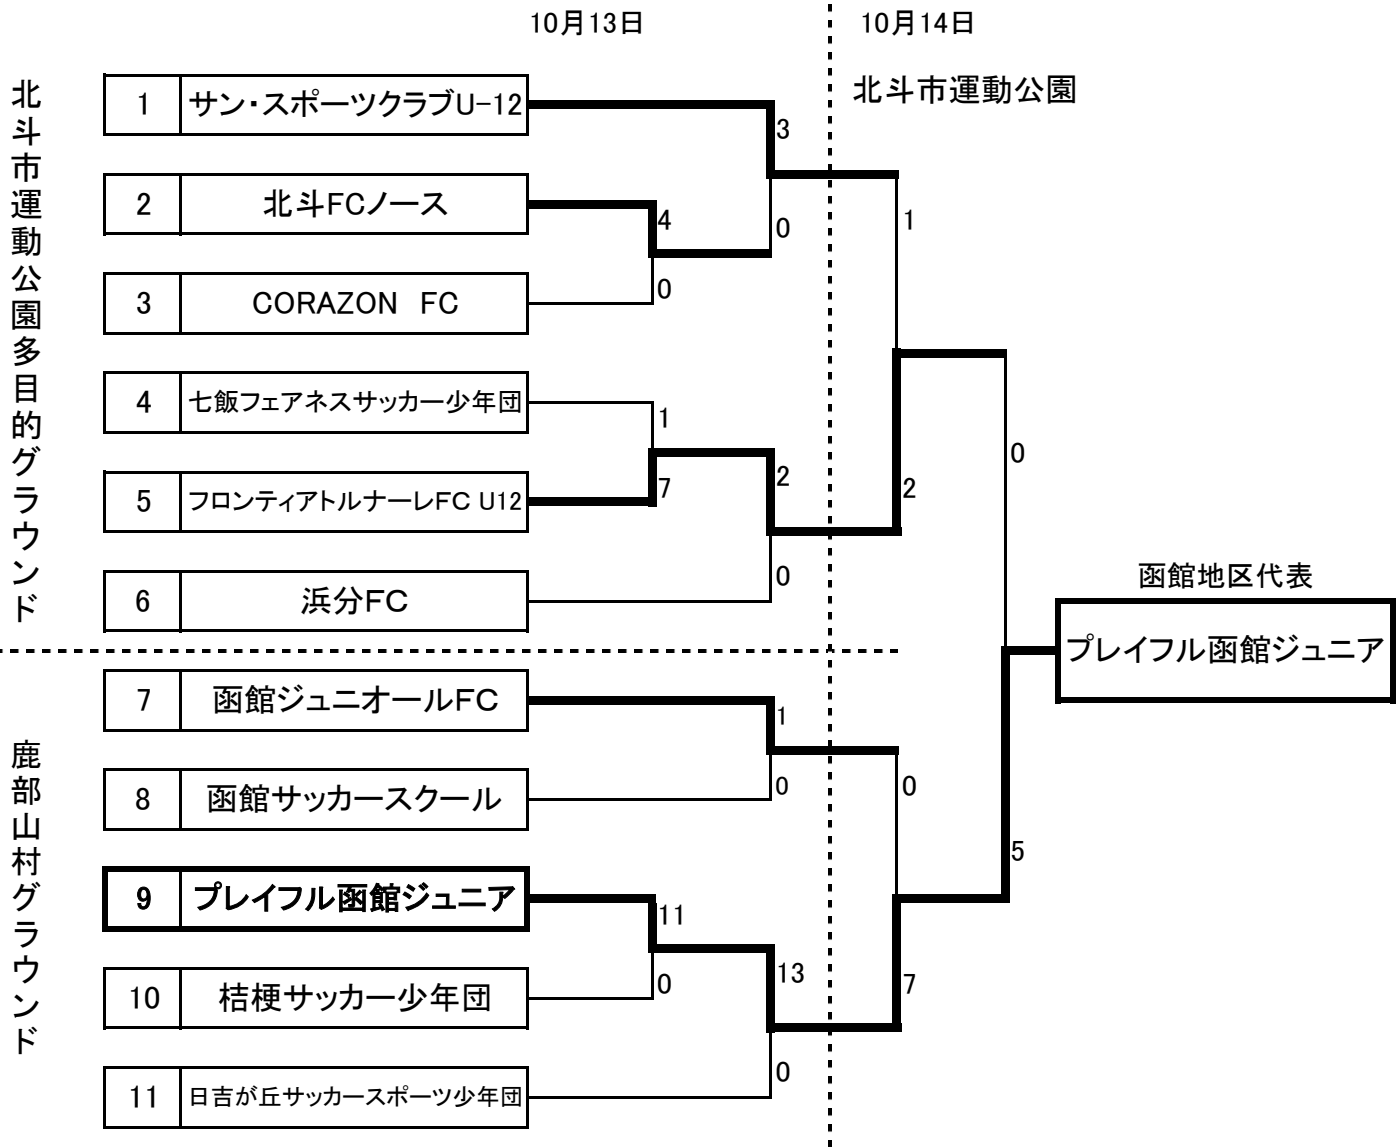 10月13日
10月14日
北斗市運動公園
北斗市運動公園多目的グラウンド
1 サン・スポーツクラブU-12
3
2 北斗FCノース
4
0
1
3 CORAZON FC
0
4 七飯フェアネスサッカー少年団
1
0
5 フロンティアトルナーレFC U12
7
2
2
6 浜分FC
0
函館地区代表
プレイフル函館ジュニア
鹿部山村グラウンド
7 函館ジュニオールFC
1
8 函館サッカースクール
0
0
5
9 プレイフル函館ジュニア
11
10 桔梗サッカー少年団
0
13
7
11 日吉が丘サッカースポーツ少年団
0